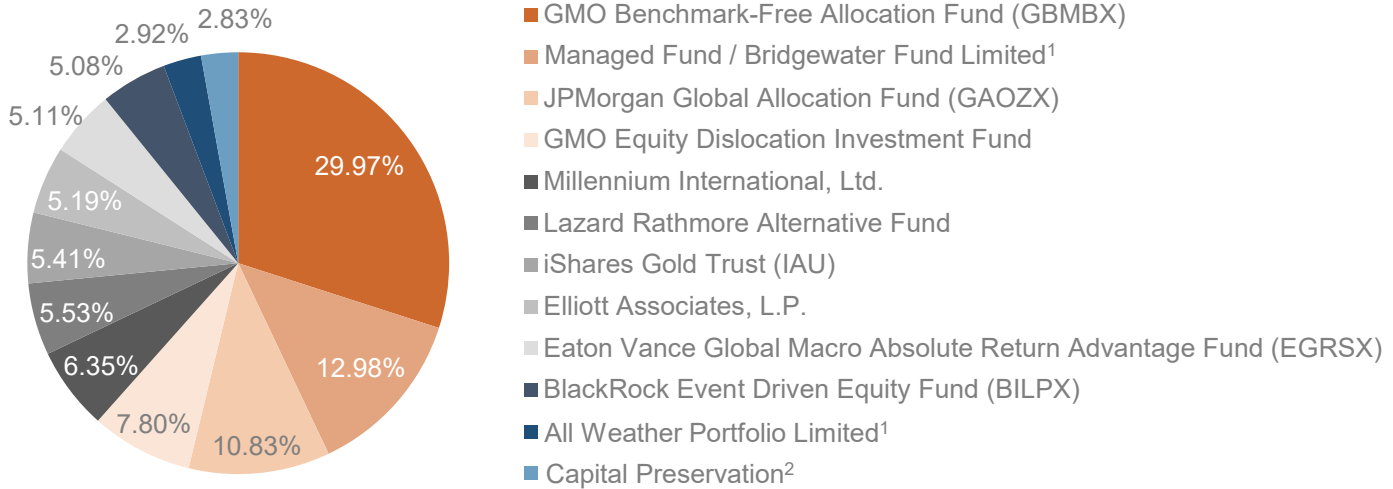 2.83%
2.92%
5.08%
5.11%
29.97%
5.19%
5.41%
5.53%
6.35%
12.98%
7.80%
10.83%
GMO Benchmark-Free Allocation Fund (GBMBX)
Managed Fund / Bridgewater Fund Limited¹
JPMorgan Global Allocation Fund (GAOZX)
GMO Equity Dislocation Investment Fund
Millennium International, Ltd.
Lazard Rathmore Alternative Fund
iShares Gold Trust (IAU)
Elliott Associates, L.P.
Eaton Vance Global Macro Absolute Return Advantage Fund (EGRSX)
BlackRock Event Driven Equity Fund (BILPX)
All Weather Portfolio Limited¹
Capital Preservation²